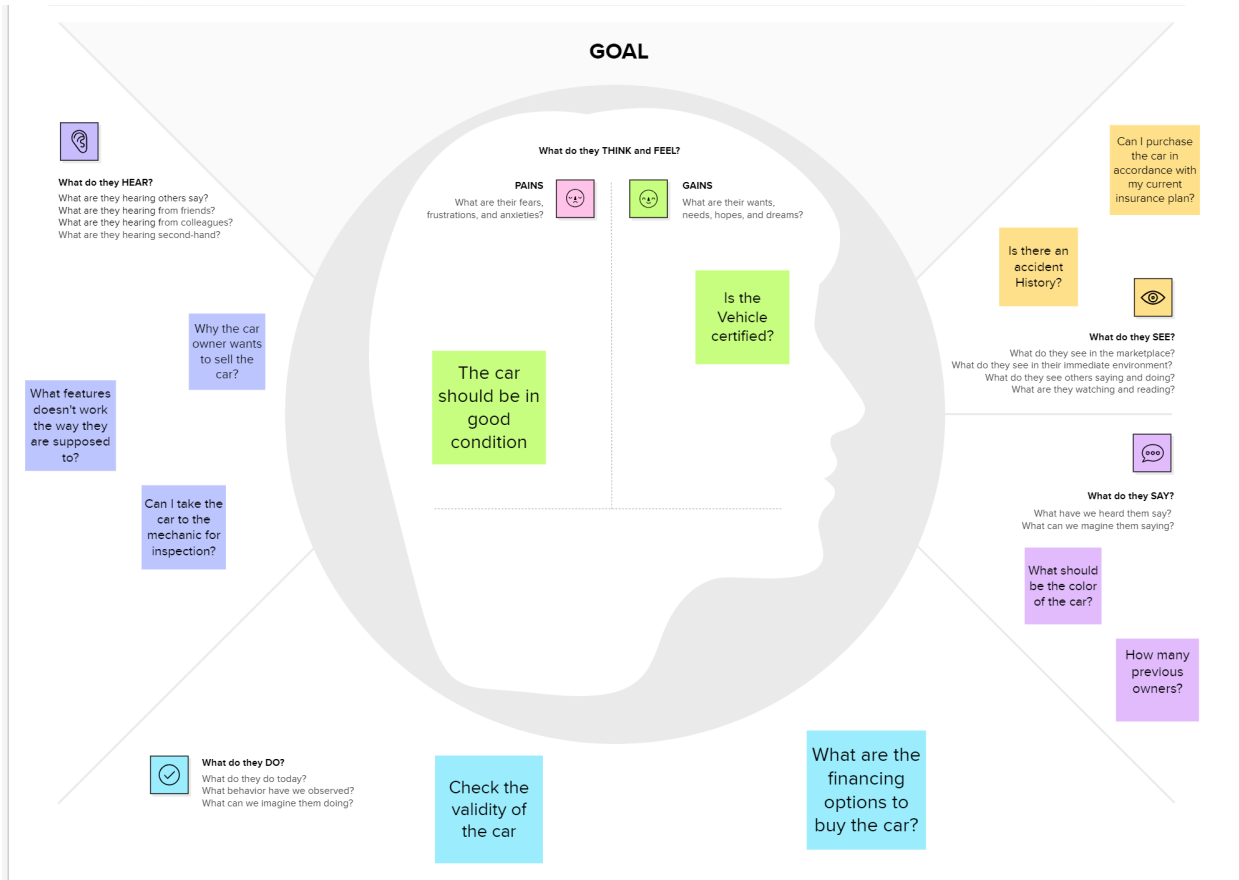 GOAL
What do they HEAR?
What are they hearing others say?
What are they hearing from friends?
What are they hearing from colleagues?
What are they hearing second-hand?
Why the car
owner wants
to sell the
car?
What features
doesn't work
the way they
are supposed
to?
Can I take the
car to the
mechanic for
inspection?
What do they THINK and FEEL?
PAINS
What are their fears,
frustrations, and anxieties?
GAINS
What are their wants,
needs, hopes, and dreams?
The car
should be in
good
condition
Is the
Vehicle
certified?
Can I purchase
the car in
accordance with
my current
insurance plan?
Is there an
accident
History?
What do they SEE?
What do they see in the marketplace?
What do they see in their immediate environment?
What do they see others saying and doing?
What are they watching and reading?
What do they SAY?
What have we heard them say?
What can we magine them saying?
What should
be the color
of the car?
How many
previous
owners?
What do they DO?
What do they do today?
What behavior have we observed?
What can we imagine them doing?
Check the
validity of
the car
What are the
financing
options to
buy the car?